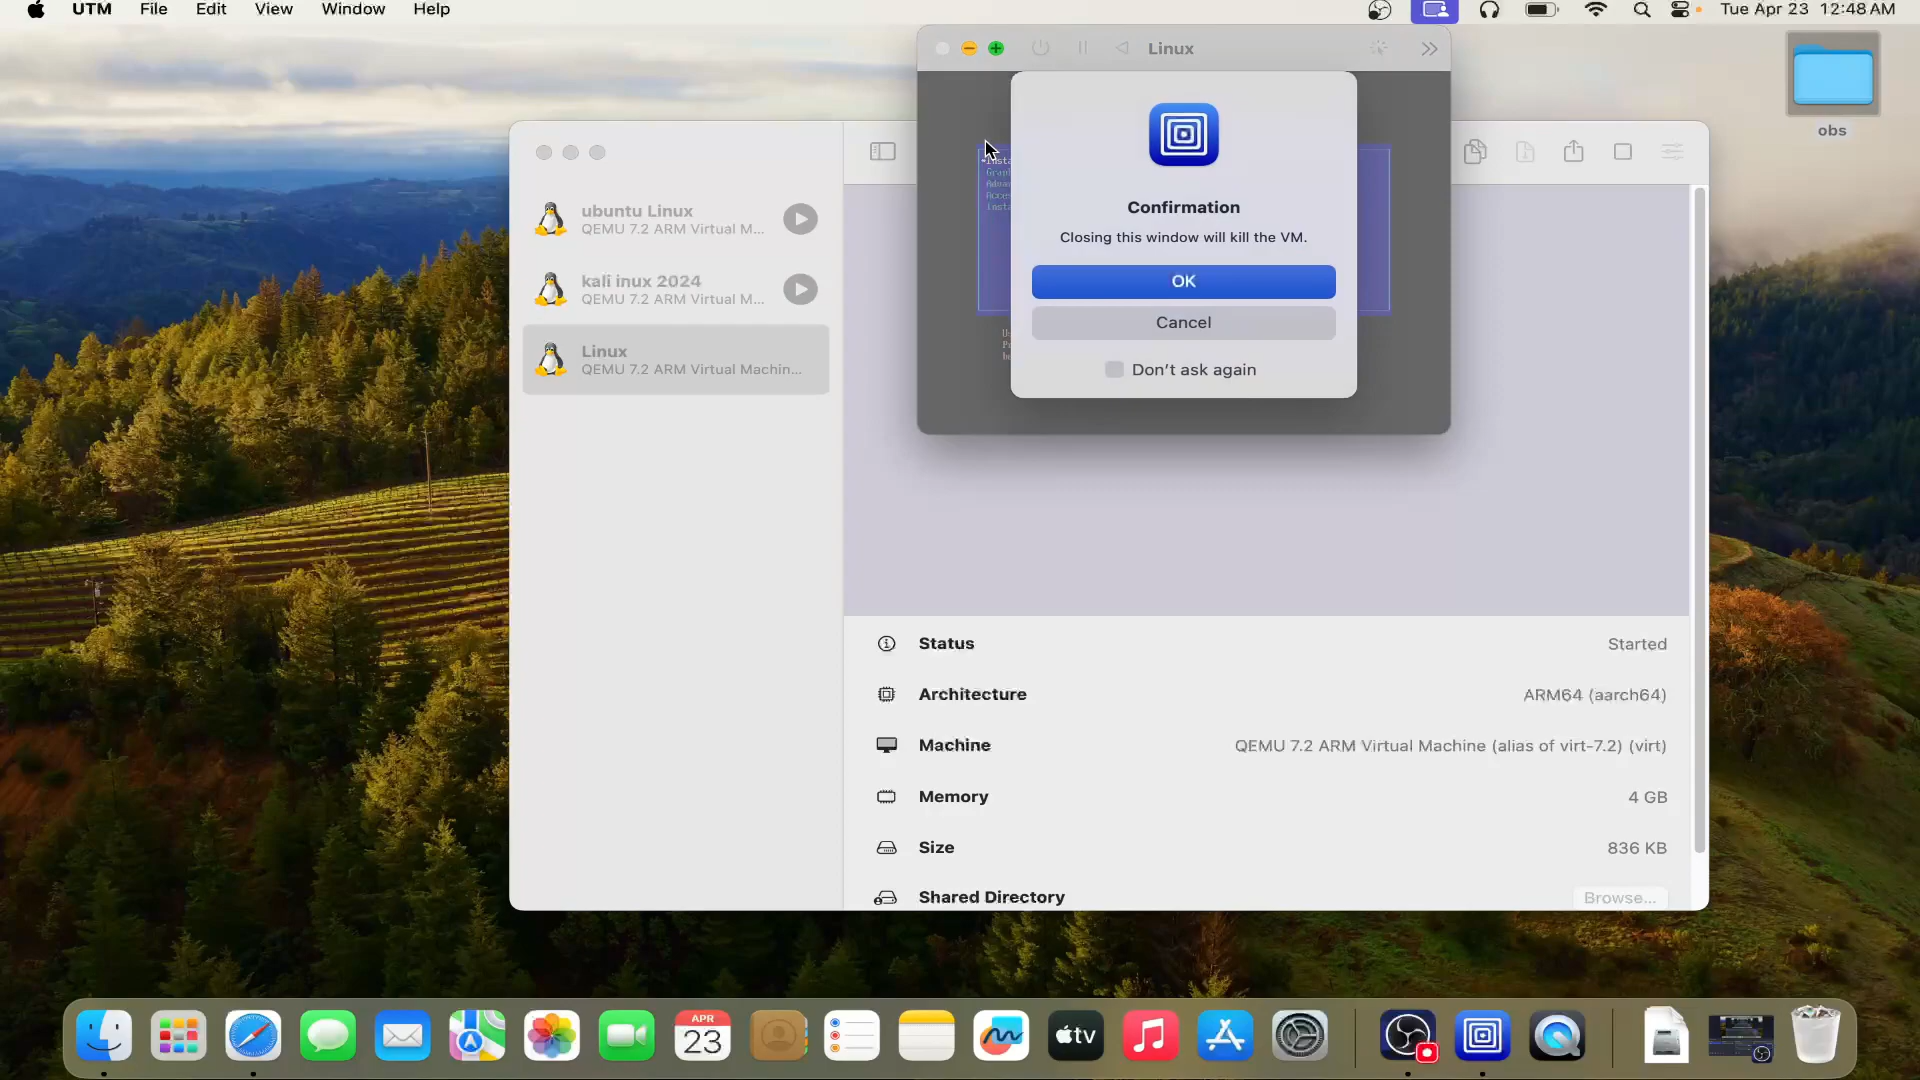 UTM File Edit View Window Help
Tue Apr 23 12:48 AM
Linux
obs
Confirmation
Closing this window will kill the VM.
OK
Cancel
Don't ask again
ubuntu Linux
QEMU 7.2 ARM Virtual M...
kali inux 2024
QEMU 7.2 ARM Virtual M...
Linux
QEMU 7.2 ARM Virtual Machin...
Status Started
Architecture ARM64 (aarch64)
Machine QEMU 7.2 ARM Virtual Machine (alias of virt-7.2) (virt)
Memory 4 GB
Size 836 KB
Shared Directory Browse...
APR
23
tv